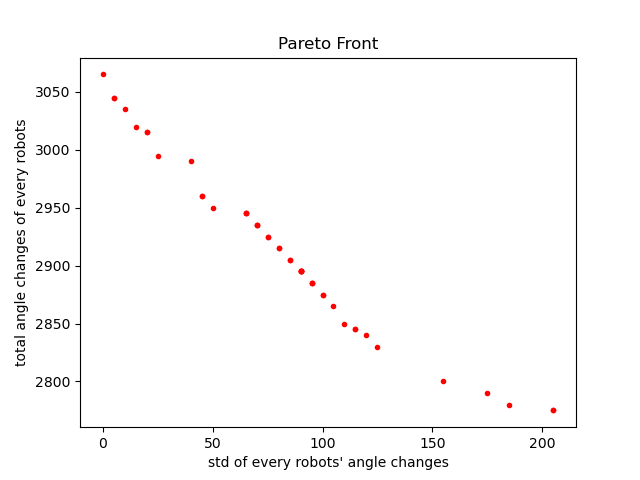 Pareto Front
total angle changes of every robots
3050
3000
2950
2900
2850
2800
0 50 100 150 200
std of every robots' angle changes